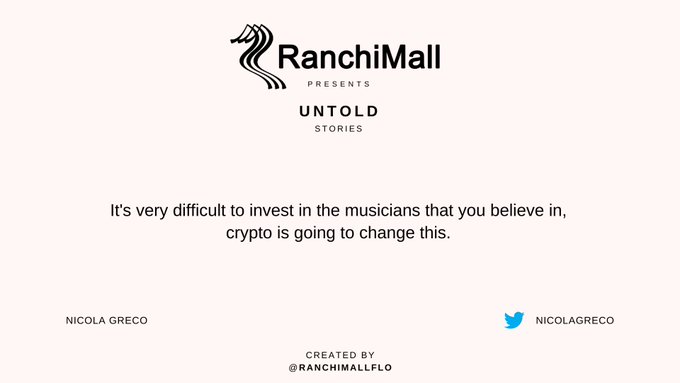 RanchiMall
PRESENTS
UNTOLD
STORIES
It's very difficult to invest in the musicians that you believe in,
crypto is going to change this.
NICOLA GRECO
NICOLAGRECO
CREATED BY
@RANCHIMALLFLO